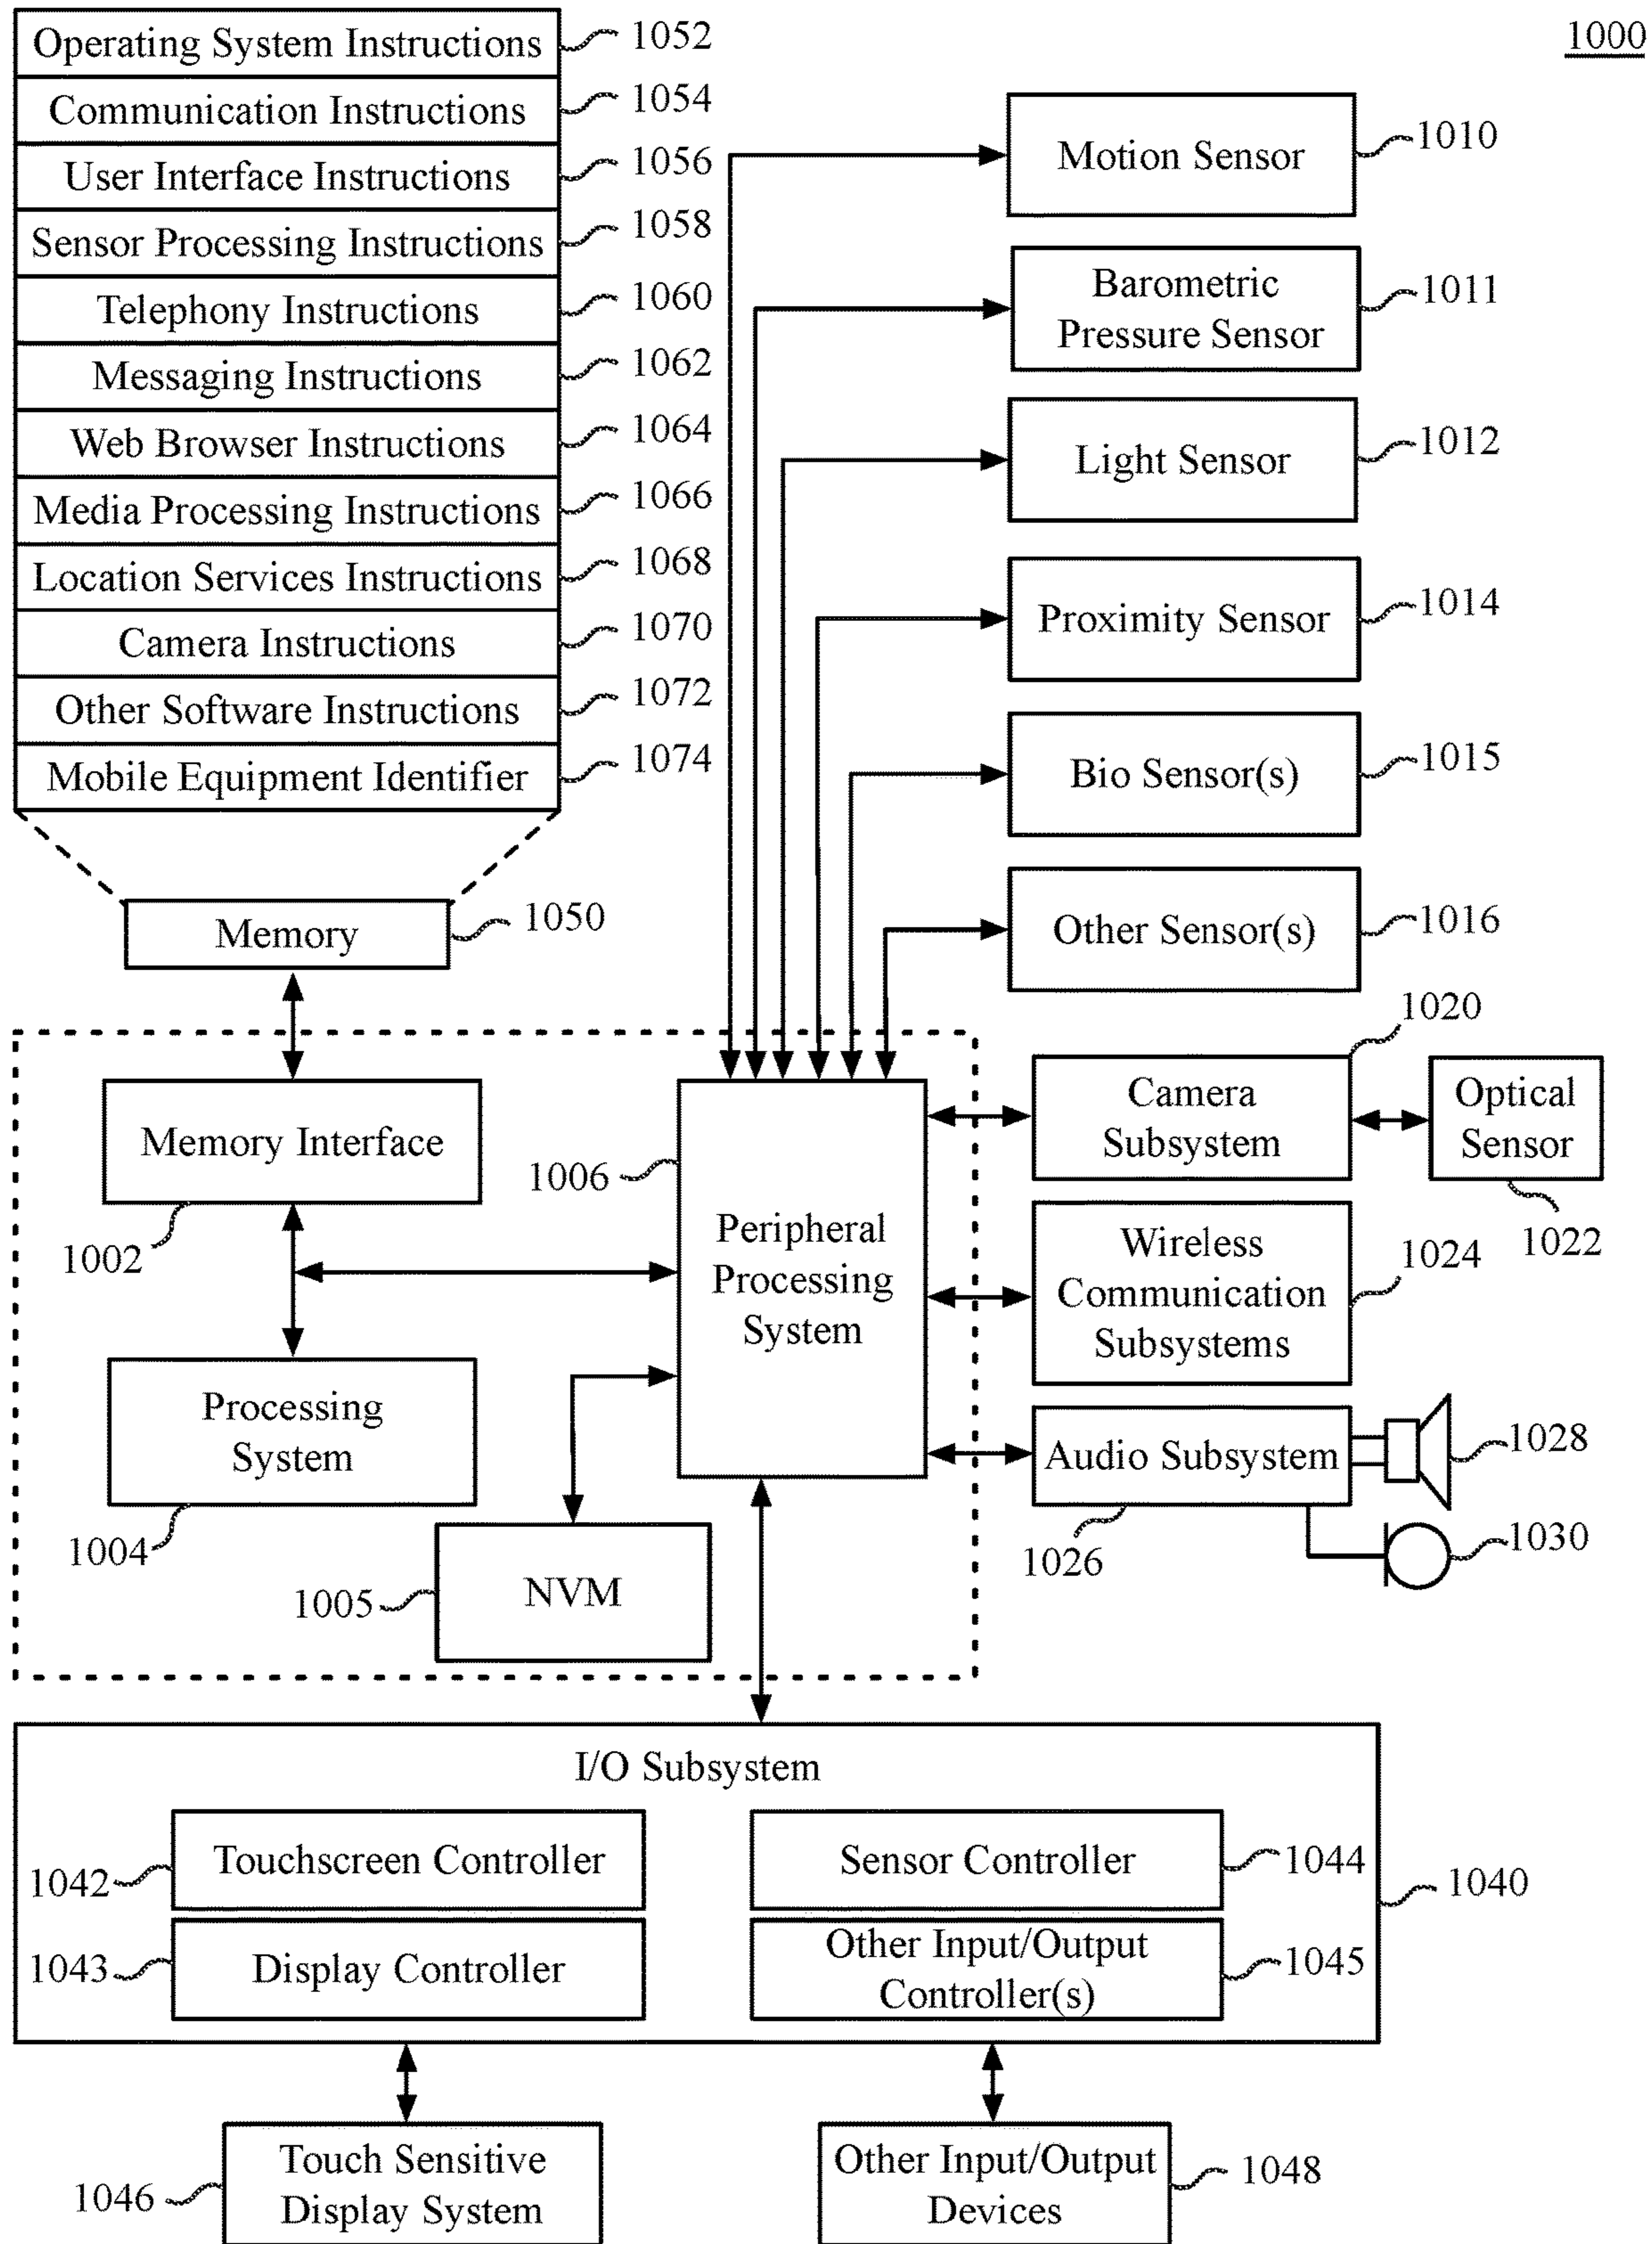 1000
Operating System Instructions
1052
Communication Instructions
1054
User Interface Instructions
1056
Sensor Processing Instructions
1058
Telephony Instructions
1060
Messaging Instructions
1062
Web Browser Instructions
1064
Media Processing Instructions
1066
Location Services Instructions
1068
Camera Instructions
1070
Other Software Instructions
1072
Mobile Equipment Identifier
1074
Memory
1050
Motion Sensor
1010
Barometric
Pressure Sensor
1011
Light Sensor
1012
Proximity Sensor
1014
Bio Sensor(s)
1015
Other Sensor(s)
1016
Memory Interface
1002
Processing
System
1004
NVM
1005
Peripheral
Processing
System
1006
Camera
Subsystem
1020
Optical
Sensor
1022
Wireless
Communication
Subsystems
1024
Audio Subsystem
1026
1028
1030
I/O Subsystem
1040
Touchscreen Controller
1042
Display Controller
1043
Sensor Controller
1044
Other Input/Output
Controller(s)
1045
Touch Sensitive
Display System
1046
Other Input/Output
Devices
1048